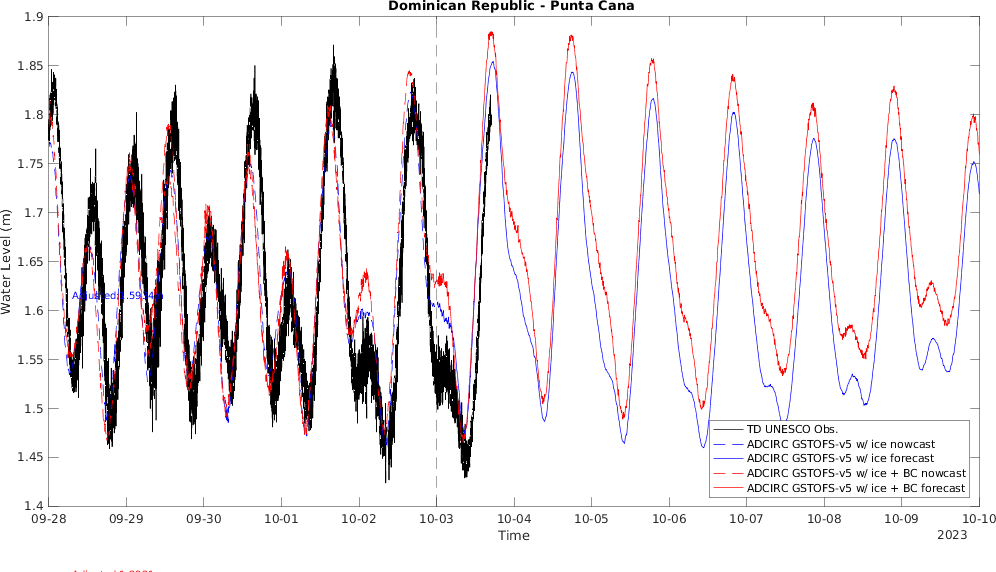 Dominican Republic - Punta Cana
1.9
1.85
1.8
1.75
1.7
1.65
1.6
1.55
1.5
1.45
1.4
Water Level (m)
TD UNESCO Obs.
ADCIRC GSTOFS-v5 w/ ice nowcast
ADCIRC GSTOFS-v5 w/ ice forecast
ADCIRC GSTOFS-v5 w/ ice + BC nowcast
ADCIRC GSTOFS-v5 w/ ice + BC forecast
09-28 09-29 09-30 10-01 10-02 10-03 10-04 10-05 10-06 10-07 10-08 10-09 10-10
Time
2023